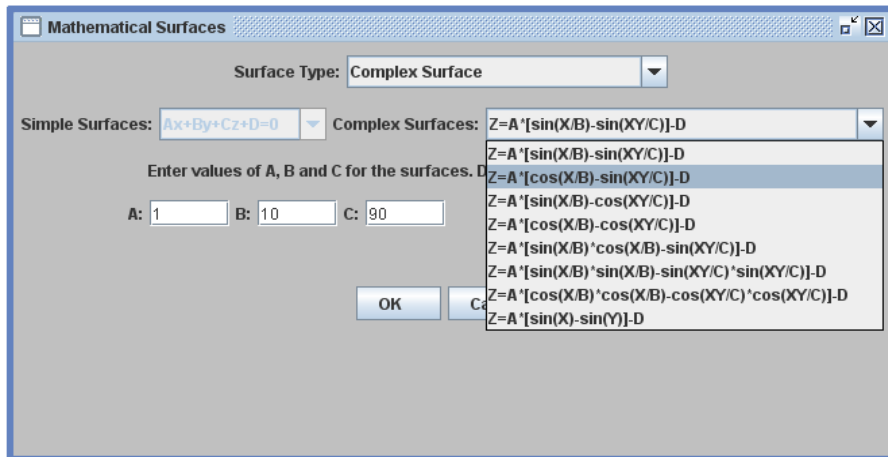 Mathematical Surfaces
Surface Type: Complex Surface
Simple Surfaces: Ax+By+Cz+D=0 Complex Surfaces: Z=A*[sin(X/B)-sin(XY/C)]-D
Z=A*[sin(X/B)-sin(XY/C)]-D
Enter values of A, B and C for the surfaces. D
Z=A*[cos(X/B)-sin(XY/C)]-D
Z=A*[sin(X/B)-cos(XY/C)]-D
A: 1 B: 10 C: 90
Z=A*[cos(X/B)-cos(XY/C)]-D
Z=A*[sin(X/B)*cos(X/B)-sin(XY/C)]-D
Z=A*[sin(X/B)*sin(X/B)-sin(XY/C)*sin(XY/C)]-D
Z=A*[cos(X/B)*cos(X/B)-cos(XY/C)*cos(XY/C)]-D
OK Ca
Z=A*[sin(X)-sin(Y)]-D